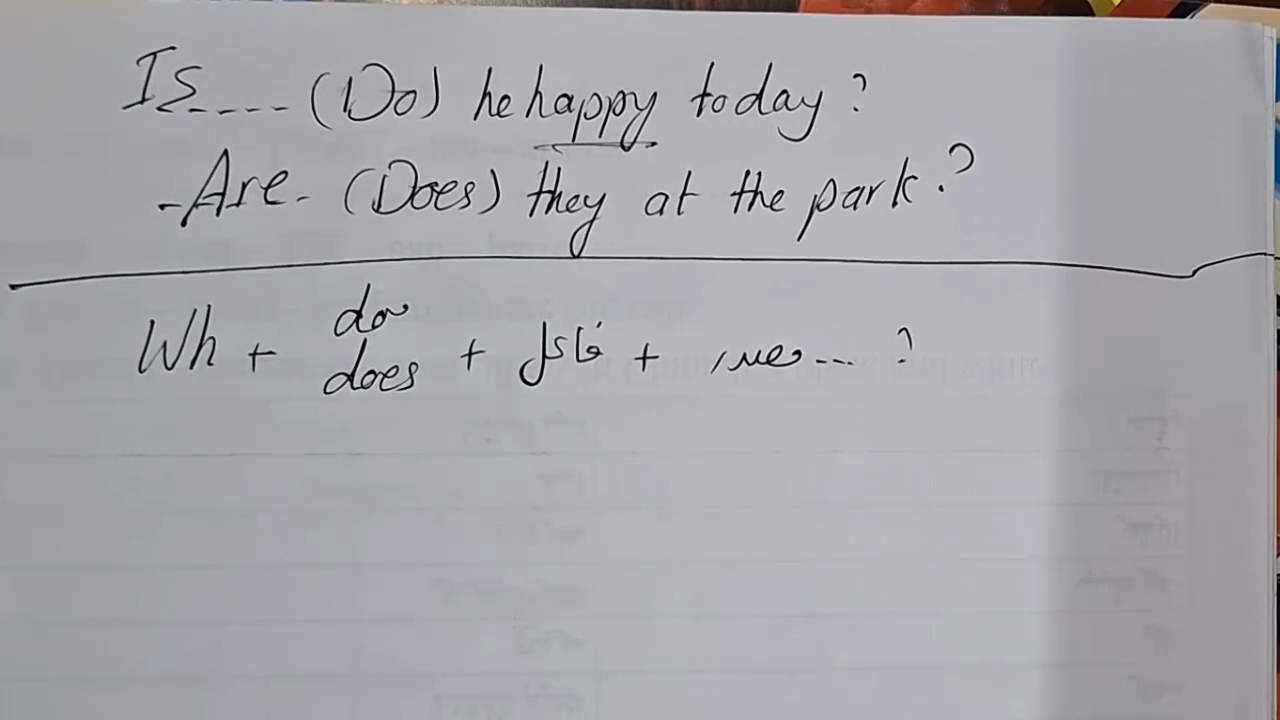 Is.... (Do) he happy today?
-Are- (Does) they at the park.?
Wh + do does + فاعل + مصدر ... ?